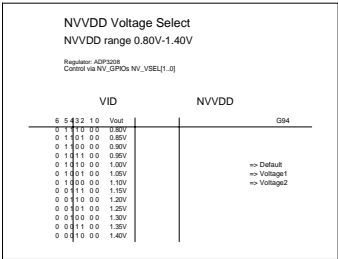 NVVDD Voltage Select
NVVDD range 0.80V-1.40V
Regulator: ADP3208
Control via NV_GPIOs NV_VSEL[1..0]
VID NVVDD
6 5 4 3 2 1 0 Vout G94
0 1 1 1 0 0 0 0.80V
0 1 1 0 1 0 0 0.85V
0 1 1 0 0 0 0 0.90V
0 1 0 1 1 0 0 0.95V
0 1 0 1 0 0 0 1.00V => Default
0 1 0 0 1 0 0 1.05V => Voltage1
0 1 0 0 0 0 0 1.10V => Voltage2
0 0 1 1 1 0 0 1.15V
0 0 1 1 0 0 0 1.20V
0 0 1 0 1 0 0 1.25V
0 0 1 0 0 0 0 1.30V
0 0 0 1 1 0 0 1.35V
0 0 0 1 0 0 0 1.40V